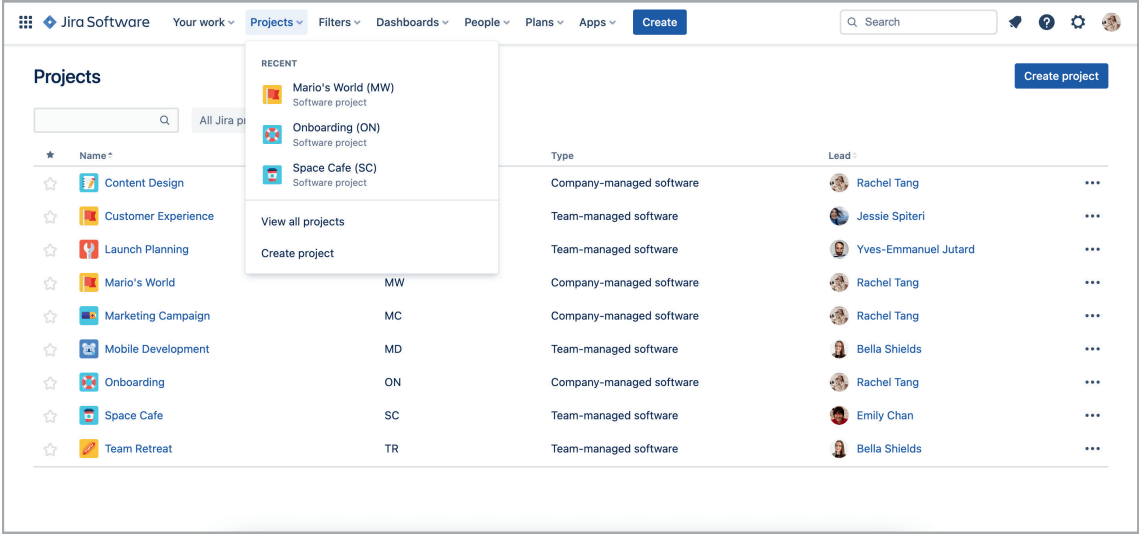 Jira Software Your work Projects Filters Dashboards People Plans Apps Create Search
RECENT
Projects Create project
Mario's World (MW)
Software project
All Jira pr
Onboarding (ON)
Software project
Name Type Lead
Space Cafe (SC)
Software project
Content Design Company-managed software Rachel Tang
Customer Experience Team-managed software Jessie Spiteri
View all projects
Launch Planning Team-managed software Yves-Emmanuel Jutard
Create project
Mario's World MW Company-managed software Rachel Tang
Marketing Campaign MC Company-managed software Rachel Tang
Mobile Development MD Team-managed software Bella Shields
Onboarding ON Company-managed software Rachel Tang
Space Cafe SC Team-managed software Emily Chan
Team Retreat TR Team-managed software Bella Shields